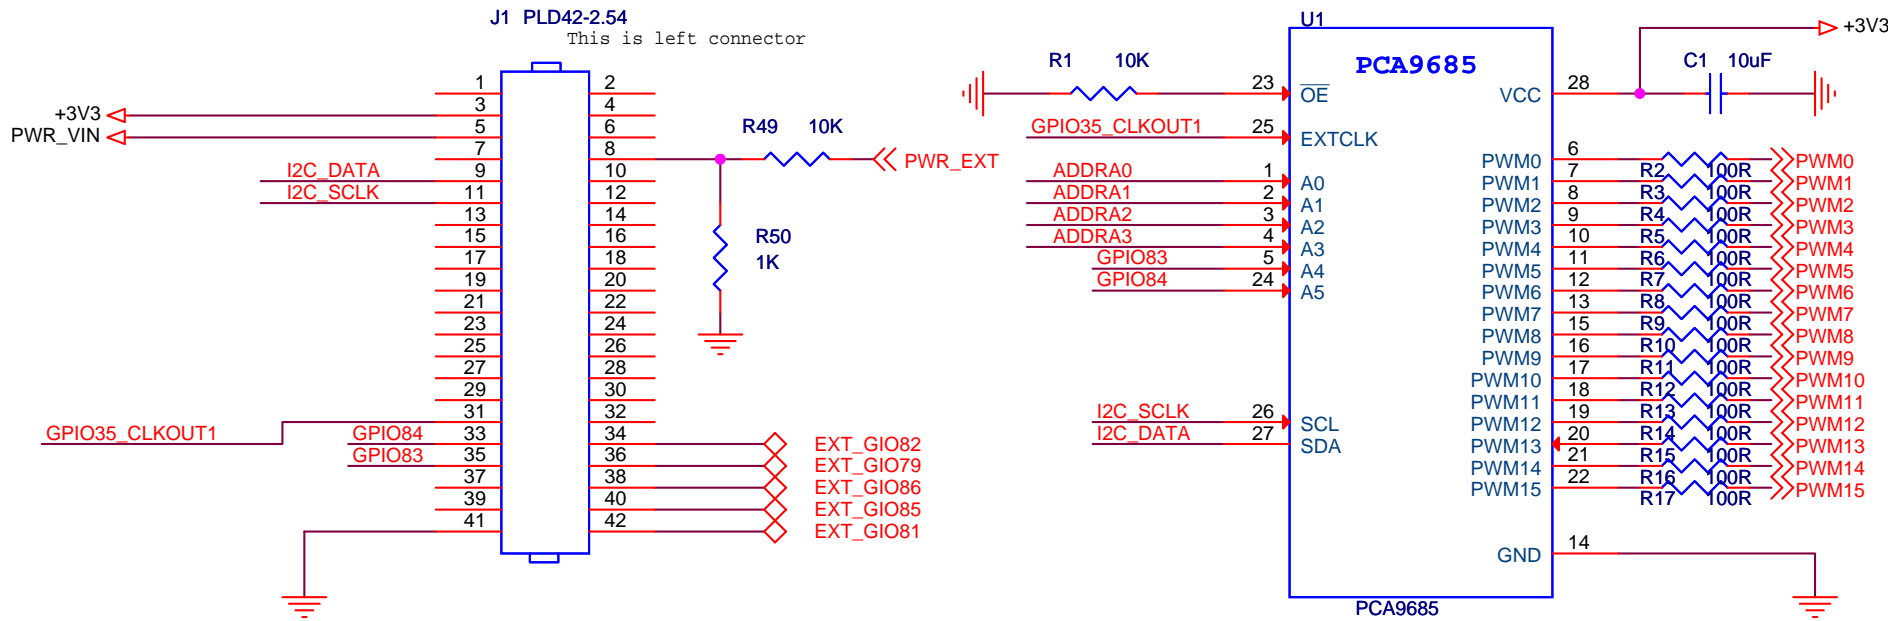 J1 PLD42-2.54
This is left connector
1 2
3 4
5 6
7 8
9 10
11 12
13 14
15 16
17 18
19 20
21 22
23 24
25 26
27 28
29 30
31 32
33 34
35 36
37 38
39 40
41 42
+3V3
PWR_VIN
I2C_DATA
I2C_SCLK
GPIO35_CLKOUT1
GPIO84
GPIO83
R49 10K
PWR_EXT
R50
1K
EXT_GIO82
EXT_GIO79
EXT_GIO86
EXT_GIO85
EXT_GIO81
U1
PCA9685
R1 10K
23 OE
GPIO35_CLKOUT1 25 EXTCLK
ADDRA0 1 A0
ADDRA1 2 A1
ADDRA2 3 A2
ADDRA3 4 A3
GPIO83 5 A4
GPIO84 24 A5
I2C_SCLK 26 SCL
I2C_DATA 27 SDA
+3V3
C1 10uF
VCC 28
PWM0 6 PWM0
R2 100R
PWM1 7 PWM1
R3 100R
PWM2 8 PWM2
R4 100R
PWM3 9 PWM3
R5 100R
PWM4 10 PWM4
R6 100R
PWM5 11 PWM5
R7 100R
PWM6 12 PWM6
R8 100R
PWM7 13 PWM7
R9 100R
PWM8 15 PWM8
R10 100R
PWM9 16 PWM9
R11 100R
PWM10 17 PWM10
R12 100R
PWM11 18 PWM11
R13 100R
PWM12 19 PWM12
R14 100R
PWM13 20 PWM13
R15 100R
PWM14 21 PWM14
R16 100R
PWM15 22 PWM15
R17 100R
GND 14
PCA9685